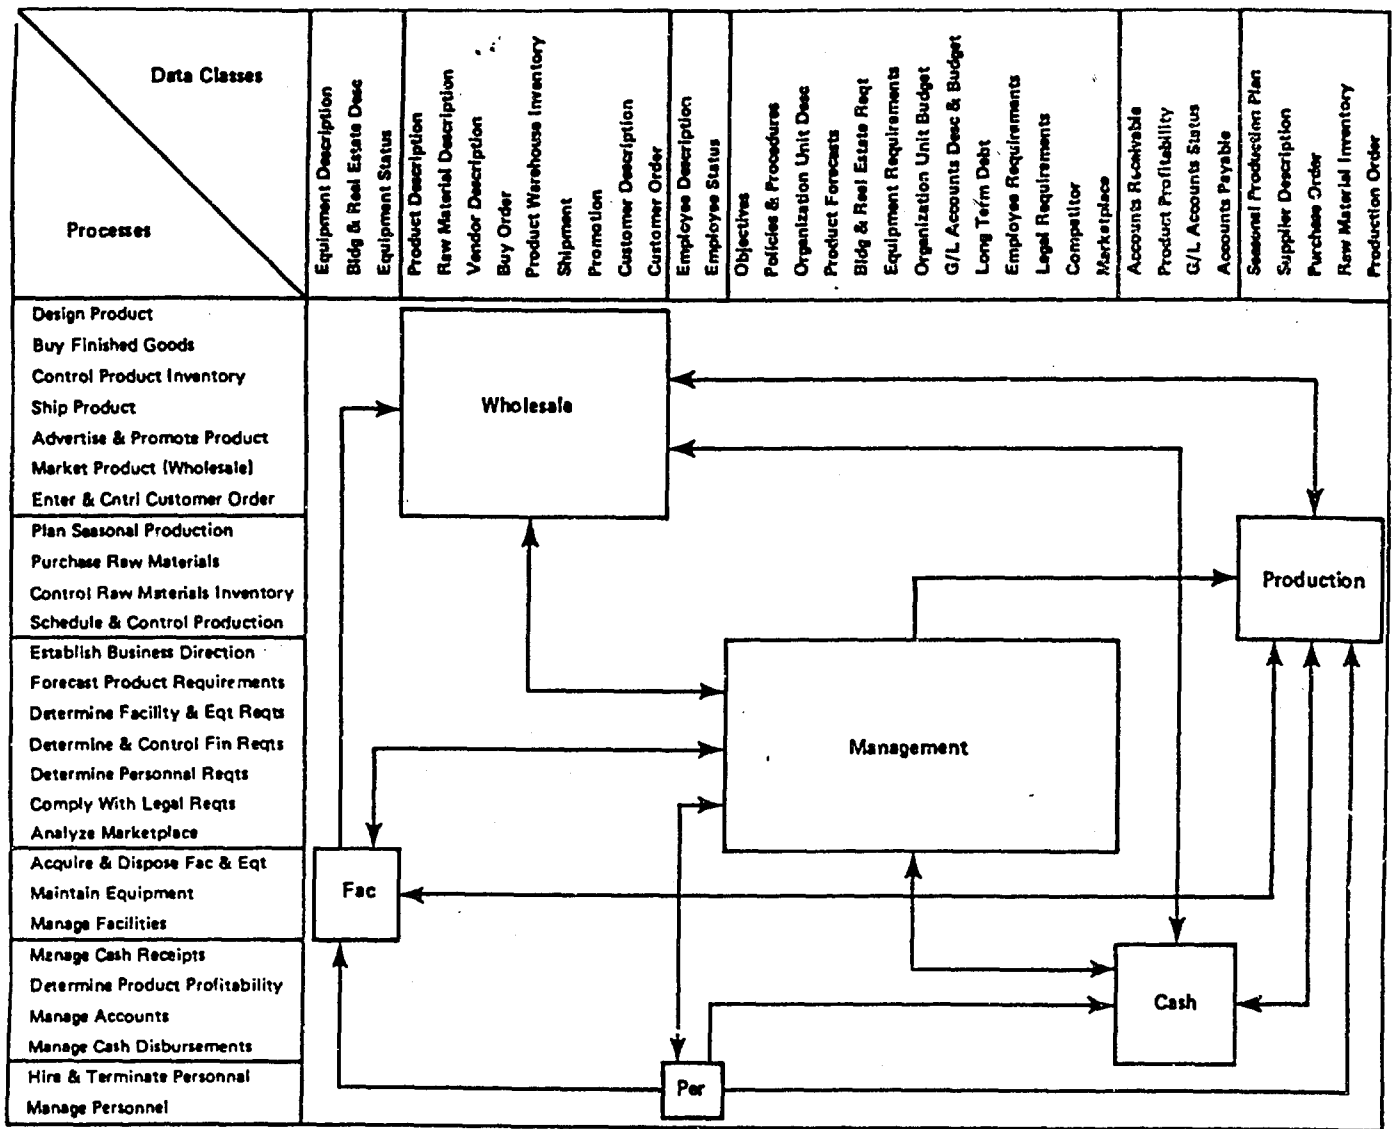 Data Classes
Processes
Equipment Description
Bldg & Real Estate Desc
Equipment Status
Product Description
Raw Material Description
Vendor Description
Buy Order
Product Warehouse Inventory
Shipment
Promotion
Customer Description
Customer Order
Employee Description
Employee Status
Objectives
Policies & Procedures
Organization Unit Desc
Product Forecasts
Bldg & Real Estate Reqt
Equipment Requirements
Organization Unit Budget
G/L Accounts Desc & Budget
Long Term Debt
Employee Requirements
Legal Requirements
Competitor
Marketplace
Accounts Receivable
Product Profitability
G/L Accounts Status
Accounts Payable
Seasonal Production Plan
Supplier Description
Purchase Order
Raw Material Inventory
Production Order
Design Product
Buy Finished Goods
Control Product Inventory
Ship Product
Advertise & Promote Product
Market Product (Wholesale)
Enter & Cntrl Customer Order
Plan Seasonal Production
Purchase Raw Materials
Control Raw Materials Inventory
Schedule & Control Production
Establish Business Direction
Forecast Product Requirements
Determine Facility & Eqt Reqts
Determine & Control Fin Reqts
Determine Personnal Reqts
Comply With Legal Reqts
Analyze Marketplace
Acquire & Dispose Fac & Eqt
Maintain Equipment
Manage Facilities
Manage Cash Receipts
Determine Product Profitability
Manage Accounts
Manage Cash Disbursements
Hire & Terminate Personnal
Manage Personnel
Wholesale
Production
Management
Fac
Cash
Per